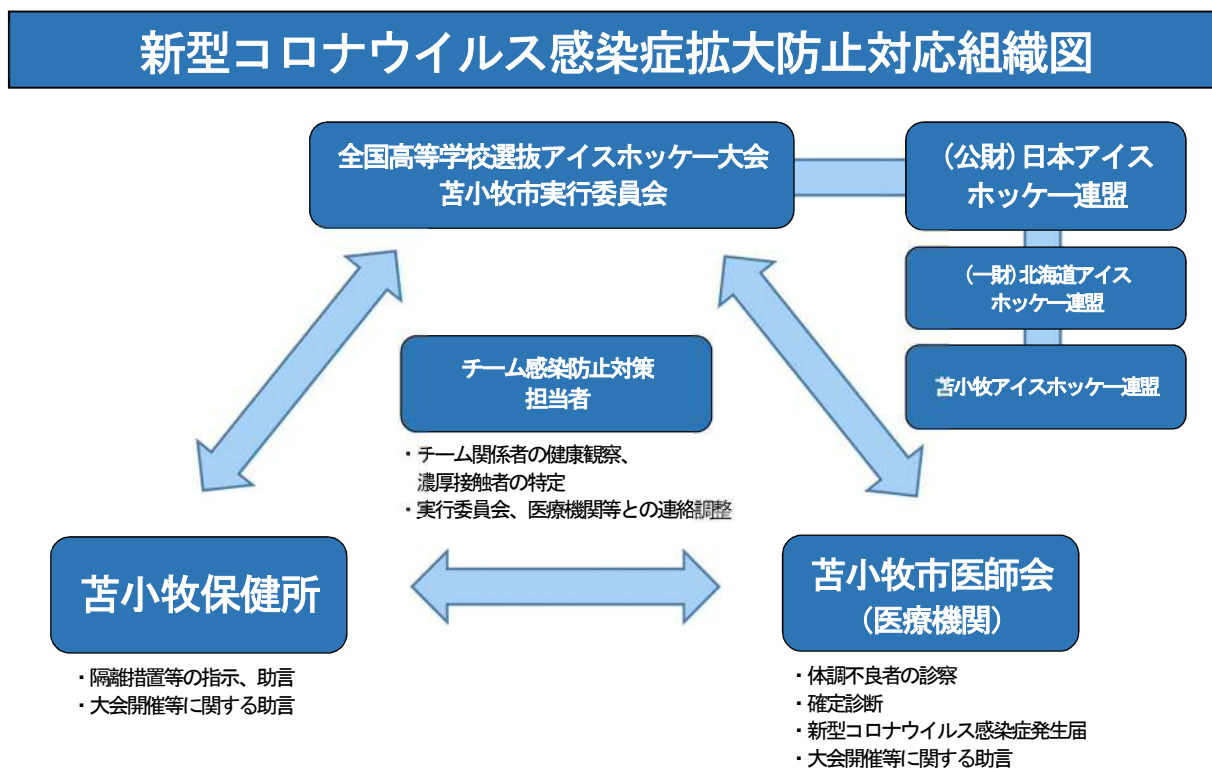 新型コロナウイルス感染症拡大防止対応組織図
全国高等学校選抜アイスホッケー大会
苫小牧市実行委員会
（公財）日本アイス
ホッケー連盟
（一財）北海道アイス
ホッケー連盟
苫小牧アイスホッケー連盟
チーム感染防止対策
担当者
・チーム関係者の健康観察、
濃厚接触者の特定
・実行委員会、医療機関等との連絡調整
苫小牧保健所
・隔離措置等の指示、助言
・大会開催等に関する助言
苫小牧市医師会
（医療機関）
・体調不良者の診察
・確定診断
・新型コロナウイルス感染症発生届
・大会開催等に関する助言